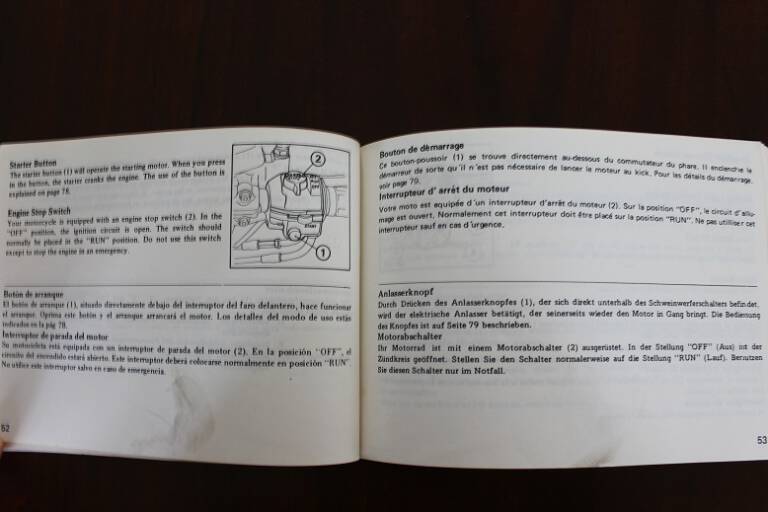 Starter Button
The starter button (1) will operate the starting motor. When you press
in the button, the starter cranks the engine. The use of the button is
explained on page 78.
Engine Stop Switch
Your motorcycle is equipped with an engine stop switch (2). In the
"OFF" position, the ignition circuit is open. The switch should
normally be placed in the "RUN" position. Do not use this switch
except to stop the engine in an emergency.
2
START
1
Botón de arranque
El botón de arranque (1), situado directamente debajo del interruptor del faro delantero, hace funcionar
el arranque. Oprima este botón y el arranque arrancará el motor. Los detalles del modo de uso están
indicados en la pág 78.
Interruptor de parada del motor
Su motocicleta está equipada con un interruptor de parada del motor (2). En la posición "OFF", el
circuito del encendido estará abierto. Este interruptor deberá colocarse normalmente en posición "RUN".
No utilice este interruptor salvo en caso de emergencia.
52
Bouton de démarrage
Ce bouton-poussoir (1) se trouve directement au-dessous du commutateur du phare. Il enclenche le
démarreur de sorte qu'il n'est pas nécessaire de lancer le moteur au kick. Pour les détails du démarrage,
voir page 79.
Interrupteur d'arrêt du moteur
Votre moto est équipée d'un interrupteur d'arrêt du moteur (2). Sur la position "OFF", le circuit d'allu-
mage est ouvert. Normalement cet interrupteur doit être placé sur la position "RUN". Ne pas utiliser cet
interrupteur sauf en cas d'urgence.
Anlasserknopf
Durch Drücken des Anlasserknopfes (1), der sich direkt unterhalb des Schweinwerferschalters befindet,
wird der elektrische Anlasser betätigt, der seinerseits wieder den Motor in Gang bringt. Die Bedienung
des Knopfes ist auf Seite 79 beschrieben.
Motorabschalter
Ihr Motorrad ist mit einem Motorabschalter (2) ausgerüstet. In der Stellung "OFF" (Aus) ist der
Zündkreis geöffnet. Stellen Sie den Schalter normalerweise auf die Stellung "RUN" (Lauf). Benutzen
Sie diesen Schalter nur im Notfall.
53